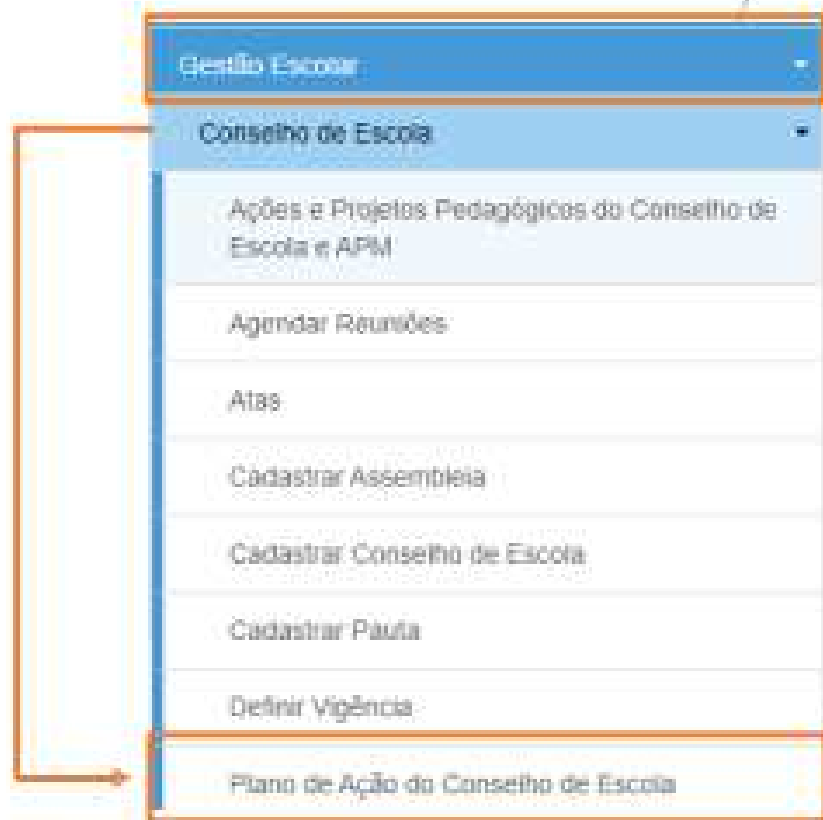 Gestão Escolar
Conselho de Escola
Ações e Projetos Pedagógicos do Conselho de
Escola e APM
Agendar Reuniões
Atas
Cadastrar Assembleia
Cadastrar Conselho de Escola
Cadastrar Pauta
Definir Vigência
Plano de Ação do Conselho de Escola